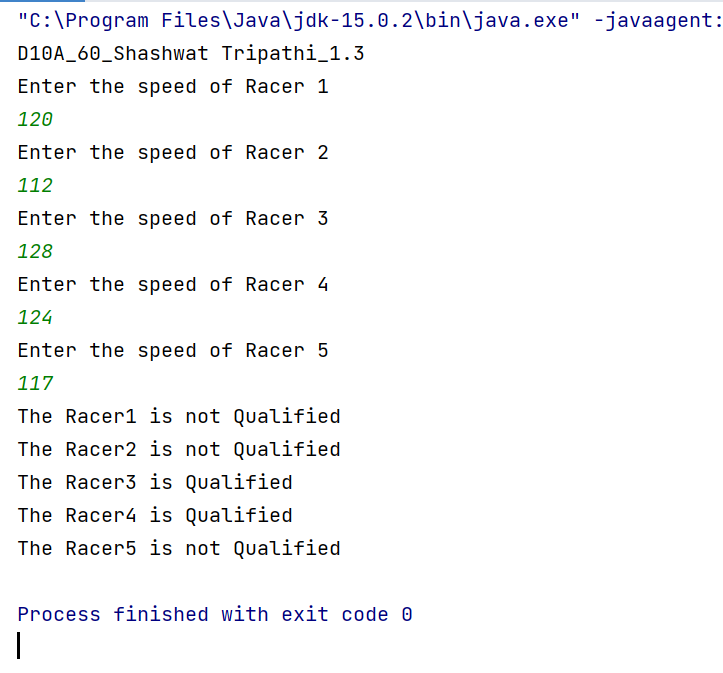 "C:\Program Files\Java\jdk-15.0.2\bin\java.exe" -javaagent:
D10A_60_Shashwat Tripathi_1.3
Enter the speed of Racer 1
120
Enter the speed of Racer 2
112
Enter the speed of Racer 3
128
Enter the speed of Racer 4
124
Enter the speed of Racer 5
117
The Racer1 is not Qualified
The Racer2 is not Qualified
The Racer3 is Qualified
The Racer4 is Qualified
The Racer5 is not Qualified
Process finished with exit code 0